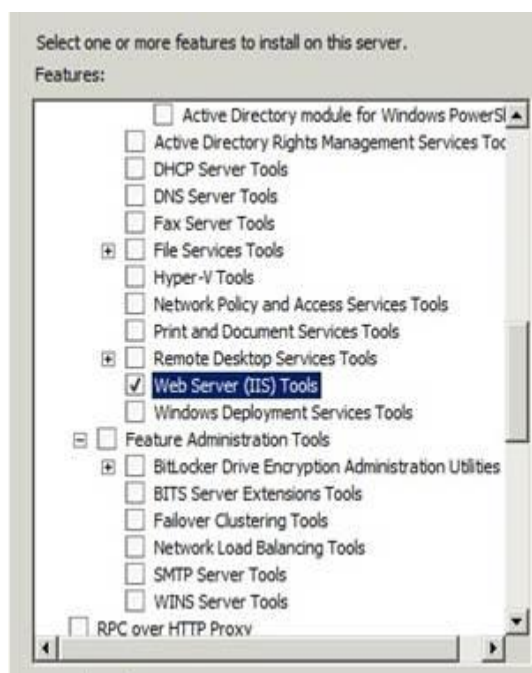 Select one or more features to install on this server.
Features:
Active Directory module for Windows PowerSl
Active Directory Rights Management Services Toc
DHCP Server Tools
DNS Server Tools
Fax Server Tools
File Services Tools
Hyper-V Tools
Network Policy and Access Services Tools
Print and Document Services Tools
Remote Desktop Services Tools
Web Server (IIS) Tools
Windows Deployment Services Tools
Feature Administration Tools
BitLocker Drive Encryption Administration Utilities
BITS Server Extensions Tools
Failover Clustering Tools
Network Load Balancing Tools
SMTP Server Tools
WINS Server Tools
RPC over HTTP Proxy